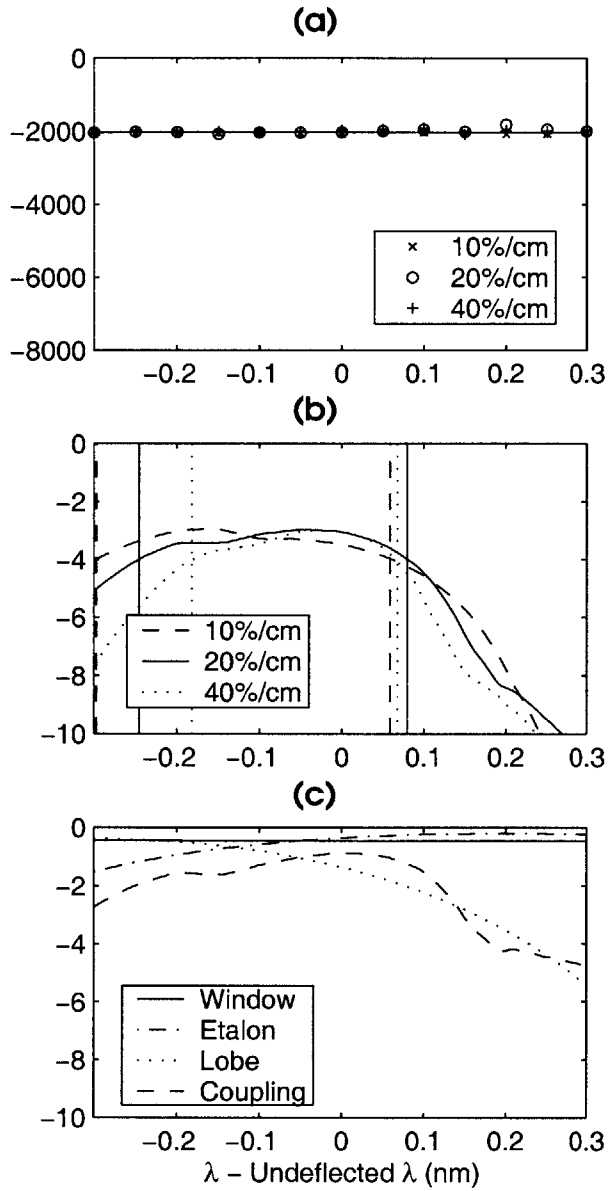 (a)
0
−2000
−4000
−6000
−8000
10%/cm
20%/cm
40%/cm
−0.2 −0.1 0 0.1 0.2 0.3
(b)
0
−2
−4
−6
−8
−10
10%/cm
20%/cm
40%/cm
−0.2 −0.1 0 0.1 0.2 0.3
(c)
0
−2
−4
−6
−8
−10
Window
Etalon
Lobe
Coupling
−0.2 −0.1 0 0.1 0.2 0.3
λ − Undeflected λ (nm)